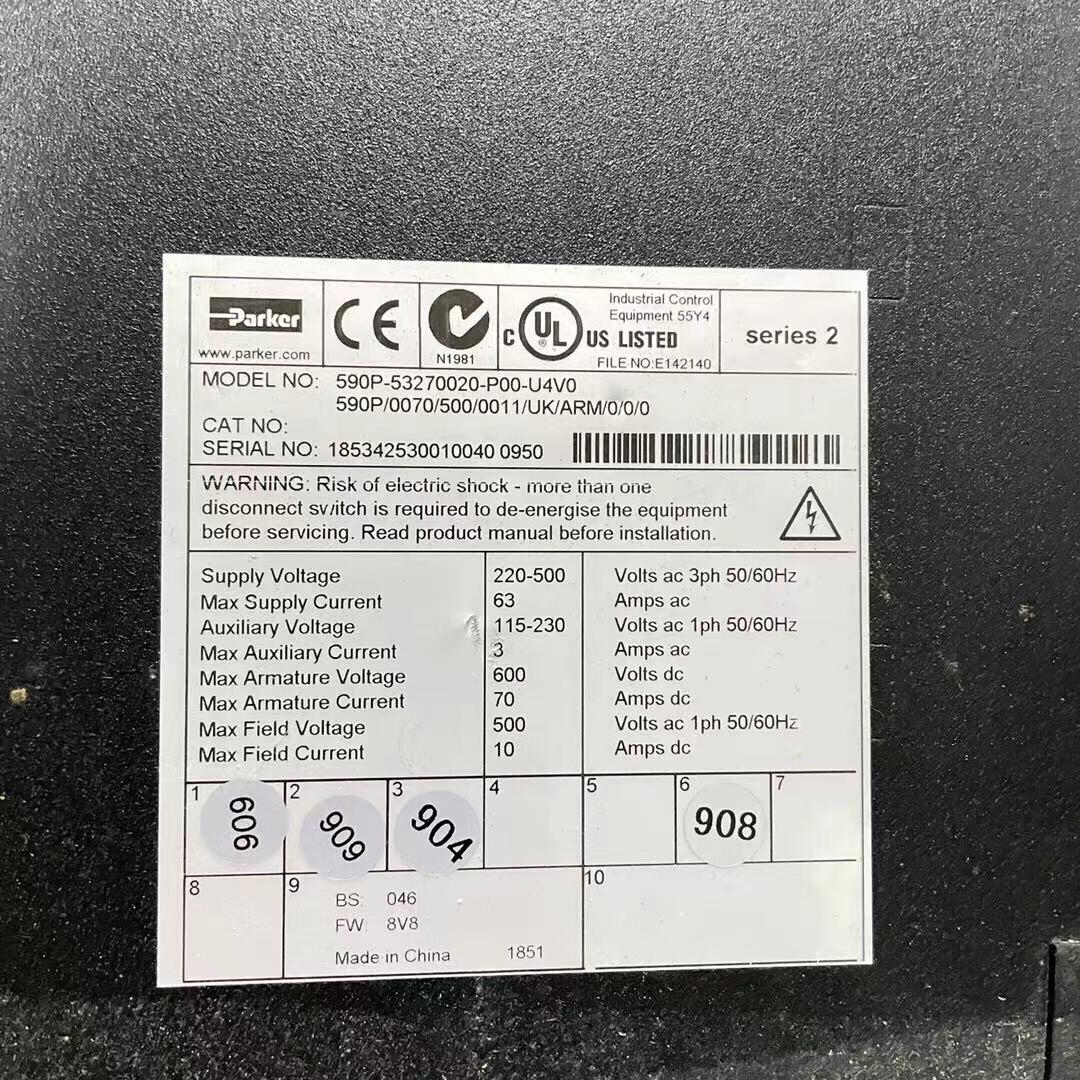 Parker
www.parker.com
CE
N1981
C UL US LISTED
Industrial Control
Equipment 55Y4
FILE NO:E142140
series 2
MODEL NO: 590P-53270020-P00-U4V0
590P/0070/500/0011/UK/ARM/0/0/0
CAT NO:
SERIAL NO: 185342530010040 0950
WARNING: Risk of electric shock - more than one
disconnect switch is required to de-energise the equipment
before servicing. Read product manual before installation.
Supply Voltage 220-500 Volts ac 3ph 50/60Hz
Max Supply Current 63 Amps ac
Auxiliary Voltage 115-230 Volts ac 1ph 50/60Hz
Max Auxiliary Current 3 Amps ac
Max Armature Voltage 600 Volts dc
Max Armature Current 70 Amps dc
Max Field Voltage 500 Volts ac 1ph 50/60Hz
Max Field Current 10 Amps dc
1 2 3 4 5 6 7
606 909 904 908
8 9 10
BS: 046
FW: 8V8
Made in China 1851